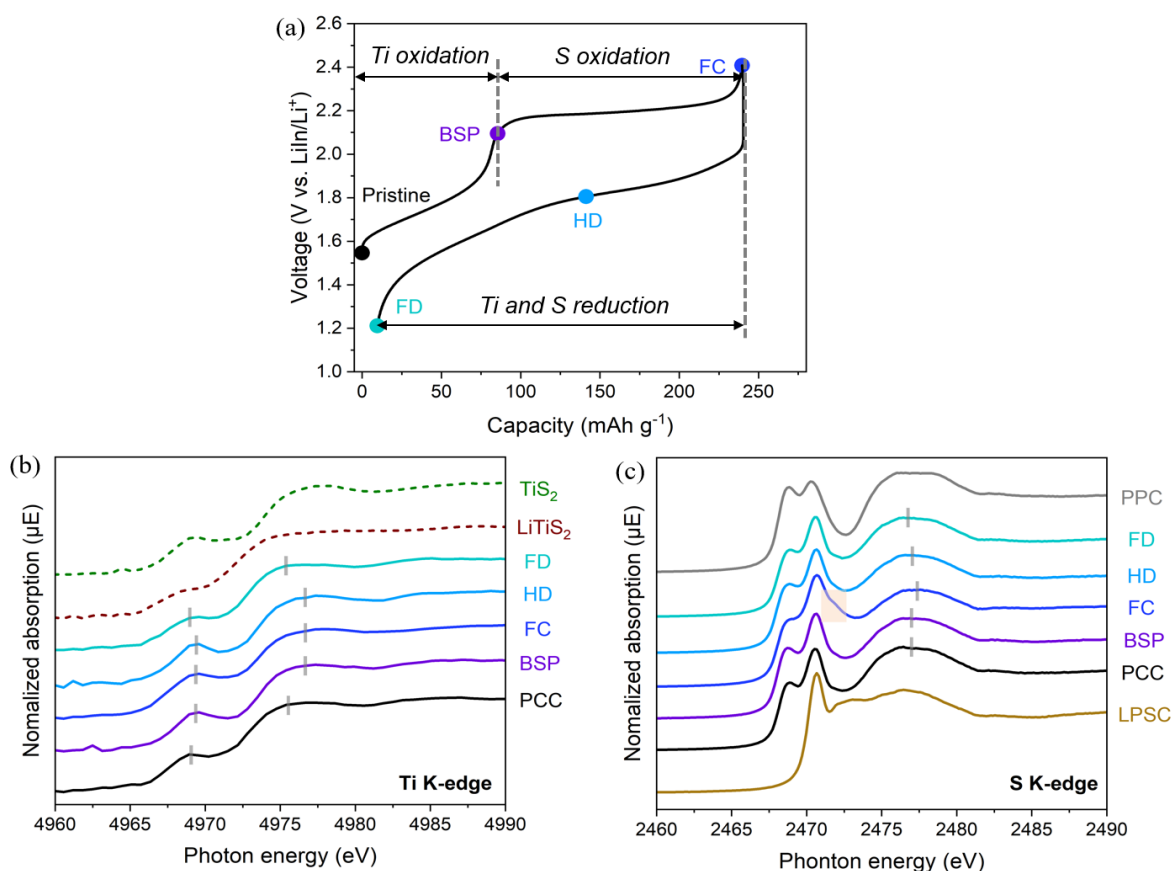 (a)
2.6
2.4
2.2
2.0
1.8
1.6
1.4
1.2
1.0
Voltage (V vs. LiIn/Li⁺)
Ti oxidation
S oxidation
FC
BSP
Pristine
HD
FD
Ti and S reduction
0 50 100 150 200 250
Capacity (mAh g⁻¹)
(b)
Nomalized absorption (µE)
TiS₂
LiTiS₂
FD
HD
FC
BSP
PCC
Ti K-edge
4960 4965 4970 4975 4980 4985 4990
Photon energy (eV)
(c)
Normalized absorption (µE)
PPC
FD
HD
FC
BSP
PCC
LPSC
S K-edge
2460 2465 2470 2475 2480 2485 2490
Phonton energy (eV)